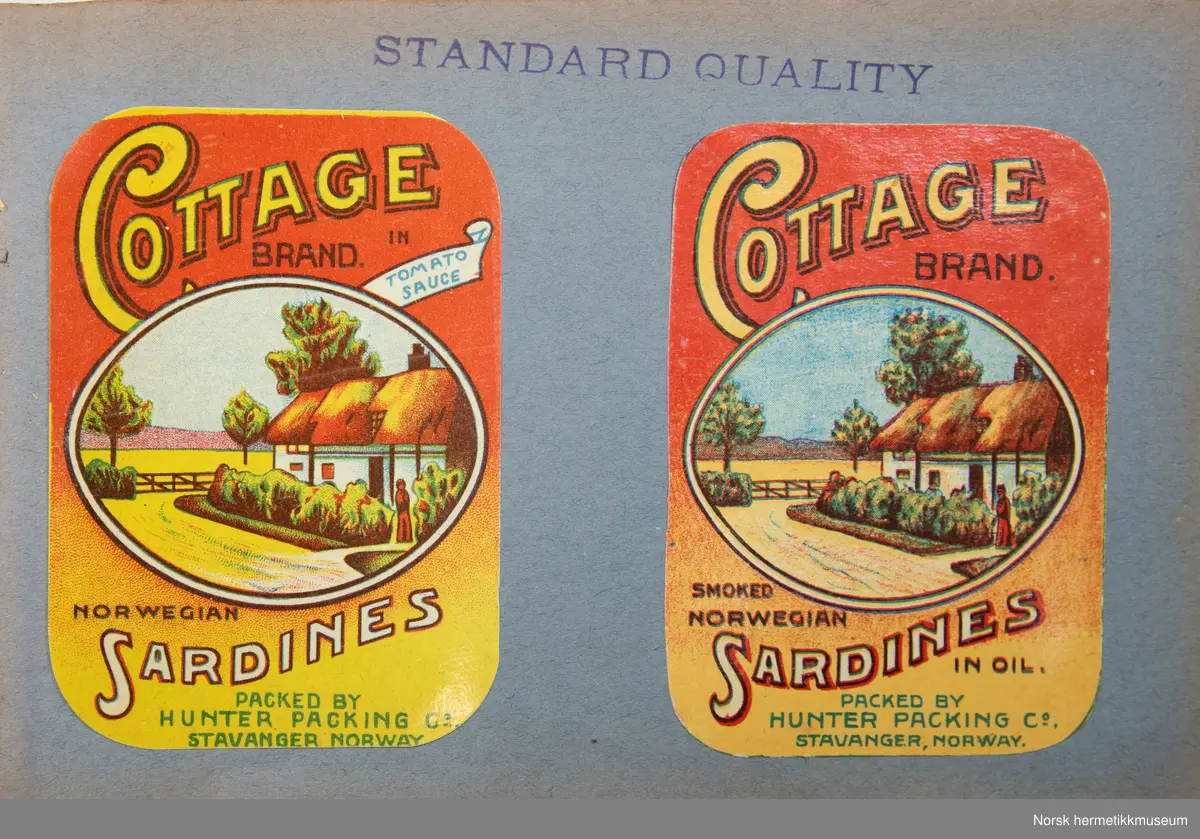 STANDARD QUALITY
COTTAGE
BRAND.
IN
TOMATO
SAUCE
NORWEGIAN
SARDINES
PACKED BY
HUNTER PACKING Co.
STAVANGER NORWAY
COTTAGE
BRAND.
SMOKED
NORWEGIAN
SARDINES
IN OIL.
PACKED BY
HUNTER PACKING Co.
STAVANGER, NORWAY.
Norsk hermetikkmuseum